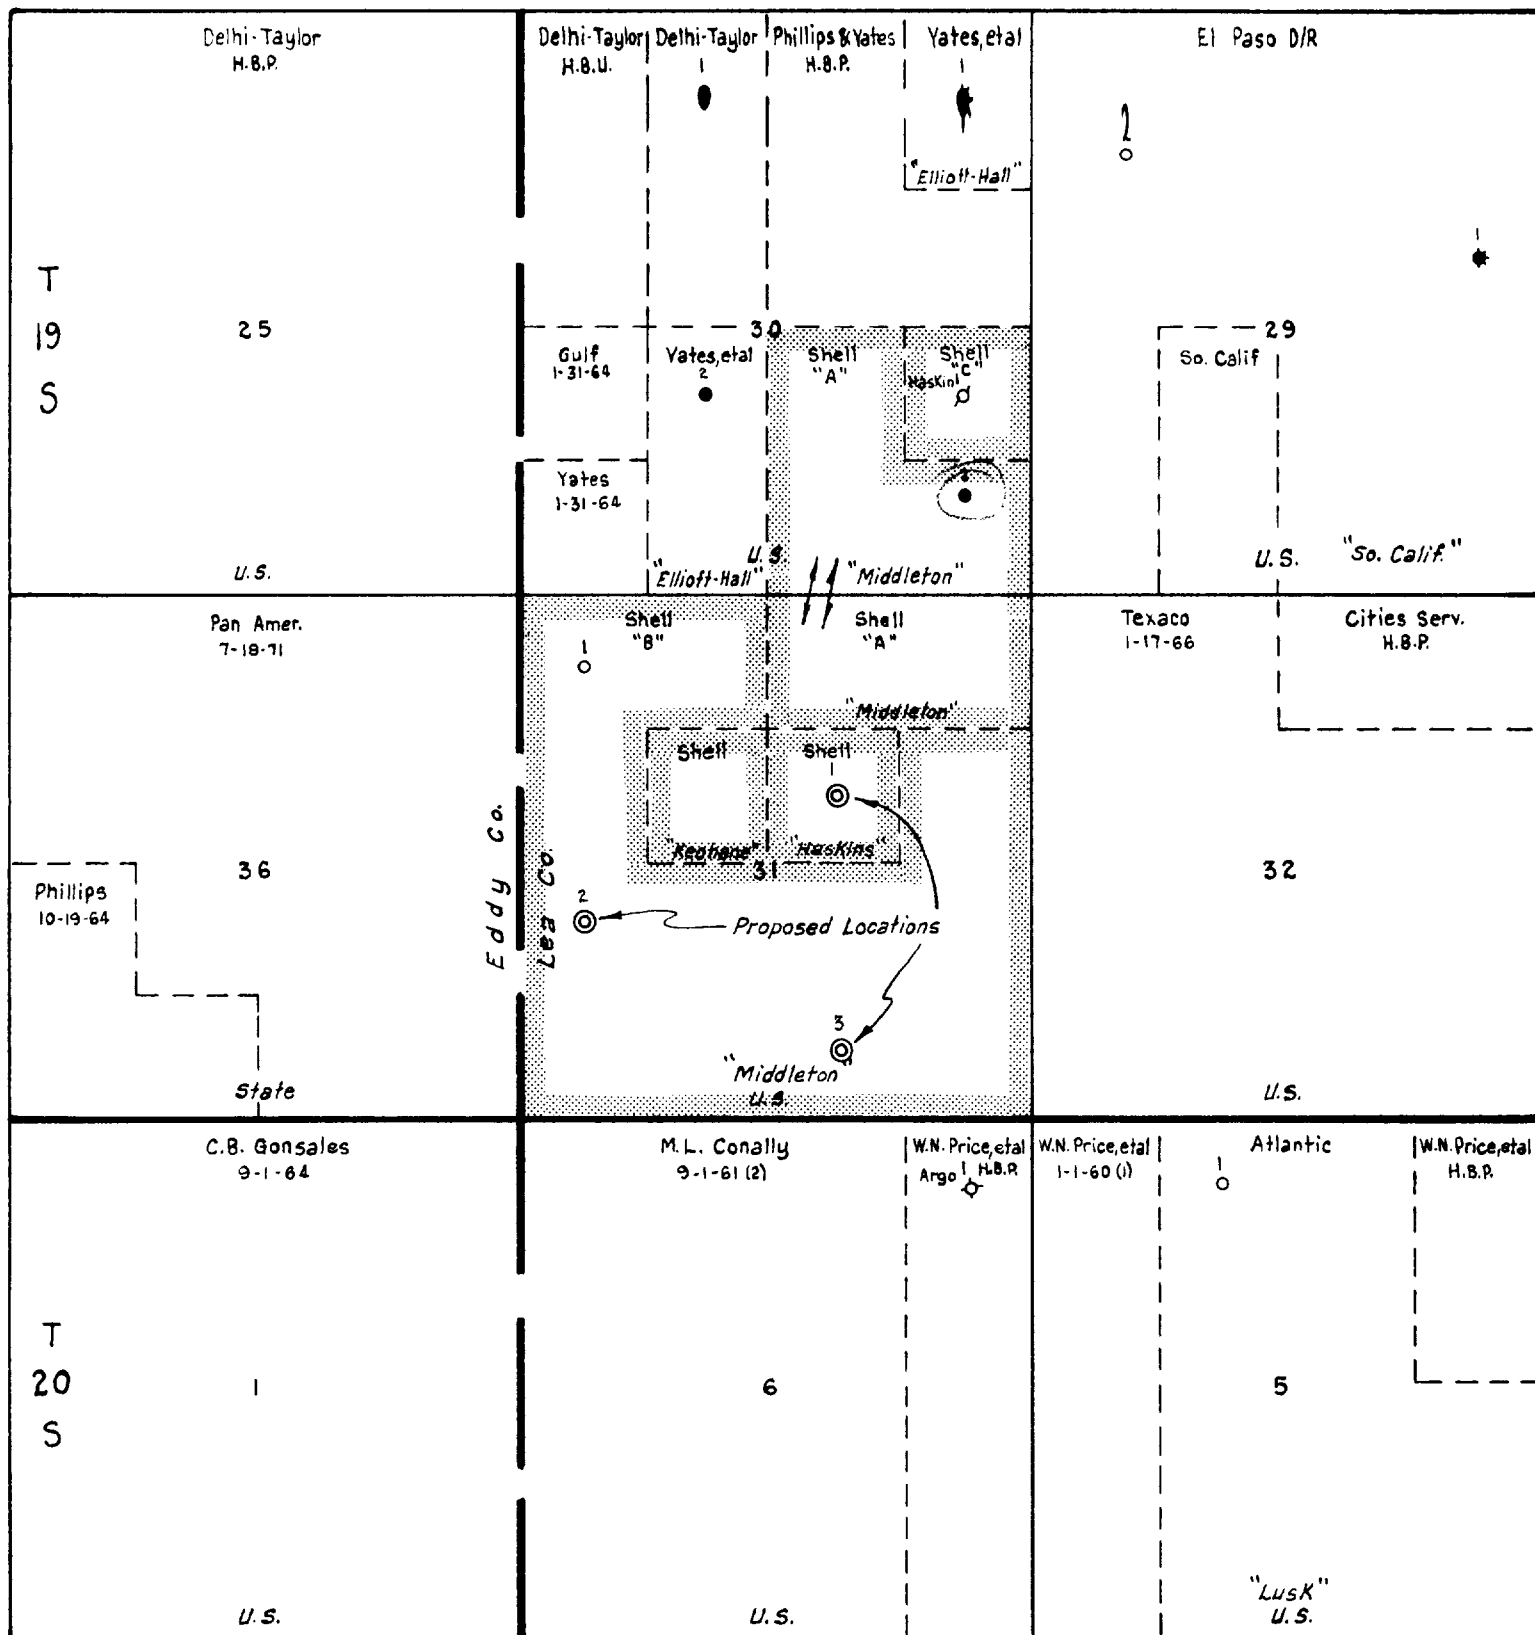 Delhi-Taylor
H.B.P.
Delhi-Taylor
H.B.U.
Delhi-Taylor
1
Phillips & Yates
H.B.P.
Yates, etal
1
"Elliott-Hall"
El Paso D/R
2
1
T
19
S
25
U.S.
30
Gulf
1-31-64
Yates, etal
2
Shell
"A"
Shell
"C"
Haskin 1
Yates
1-31-64
"Elliott-Hall"
U.S.
"Middleton"
29
So. Calif
U.S.
"So. Calif."
Pan Amer.
7-18-71
Shell
"B"
1
Shell
"A"
"Middleton"
Texaco
1-17-66
Cities Serv.
H.B.P.
Shell
"Keohane"
Shell
1
"Haskins"
36
Phillips
10-19-64
State
Eddy Co.
Lea Co.
31
2
Proposed Locations
3
"Middleton"
U.S.
32
U.S.
C.B. Gonsales
9-1-64
M.L. Conally
9-1-61 (2)
W.N. Price, etal
Argo 1 H.B.P.
W.N. Price, etal
1-1-60 (1)
Atlantic
1
W.N. Price, etal
H.B.P.
T
20
S
1
6
5
U.S.
U.S.
"Lusk"
U.S.